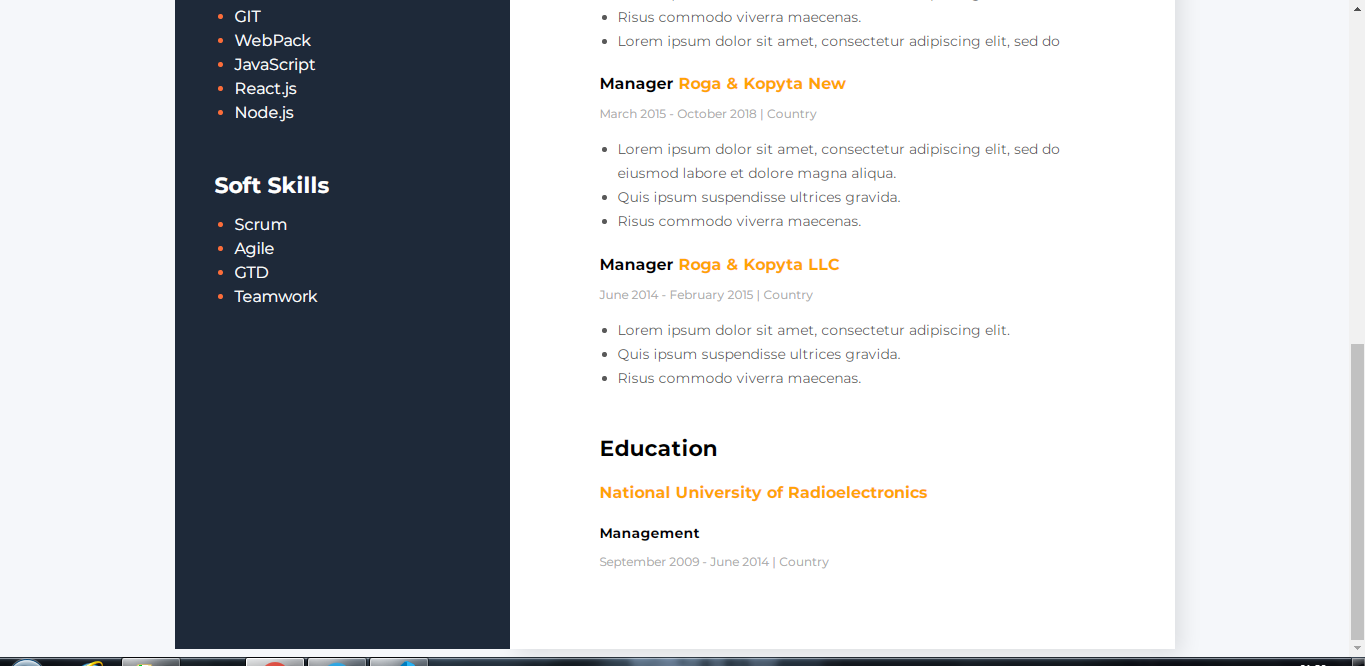 GIT
WebPack
JavaScript
React.js
Node.js
Soft Skills
Scrum
Agile
GTD
Teamwork
Risus commodo viverra maecenas.
Lorem ipsum dolor sit amet, consectetur adipiscing elit, sed do
Manager Roga & Kopyta New
March 2015 - October 2018 | Country
Lorem ipsum dolor sit amet, consectetur adipiscing elit, sed do
eiusmod labore et dolore magna aliqua.
Quis ipsum suspendisse ultrices gravida.
Risus commodo viverra maecenas.
Manager Roga & Kopyta LLC
June 2014 - February 2015 | Country
Lorem ipsum dolor sit amet, consectetur adipiscing elit.
Quis ipsum suspendisse ultrices gravida.
Risus commodo viverra maecenas.
Education
National University of Radioelectronics
Management
September 2009 - June 2014 | Country